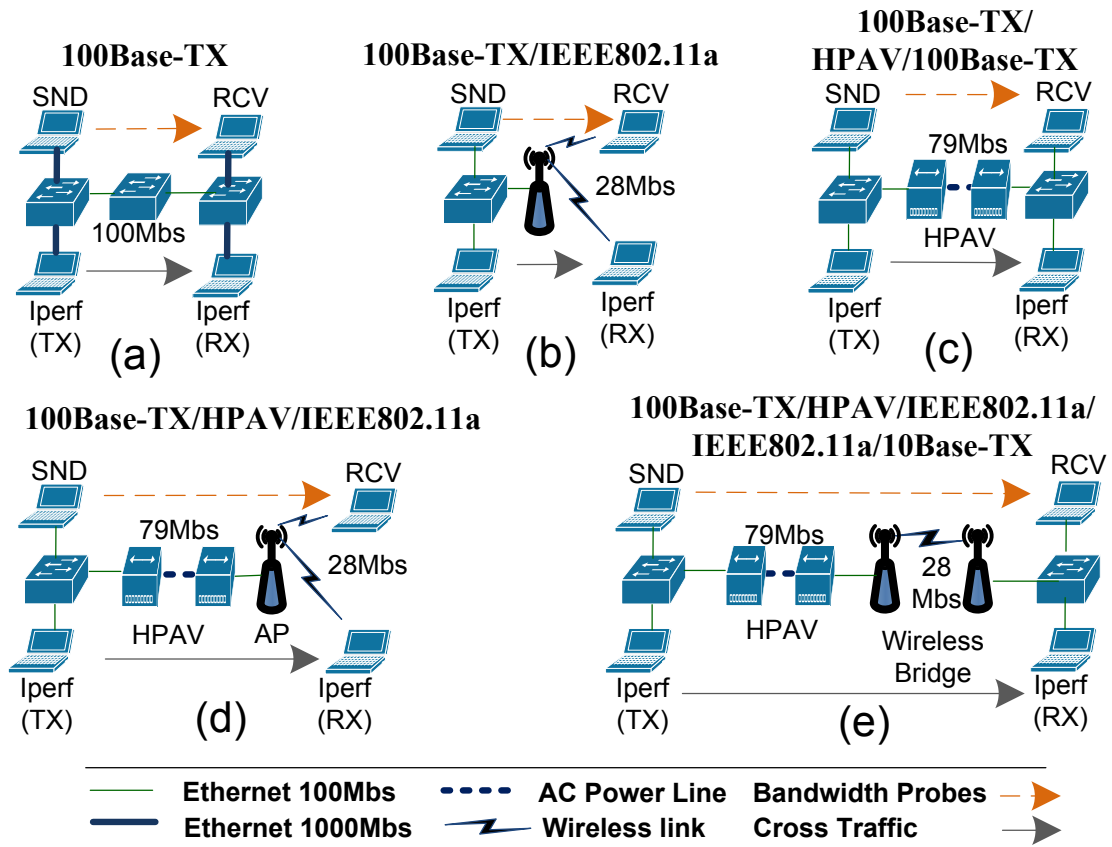 100Base-TX
SND
RCV
100Mbs
Iperf
(TX)
Iperf
(RX)
(a)
100Base-TX/IEEE802.11a
SND
RCV
28Mbs
Iperf
(TX)
Iperf
(RX)
(b)
100Base-TX/
HPAV/100Base-TX
SND
RCV
79Mbs
HPAV
Iperf
(TX)
Iperf
(RX)
(c)
100Base-TX/HPAV/IEEE802.11a
SND
RCV
79Mbs
28Mbs
HPAV
AP
Iperf
(TX)
Iperf
(RX)
(d)
100Base-TX/HPAV/IEEE802.11a/
IEEE802.11a/10Base-TX
SND
RCV
79Mbs
28
Mbs
HPAV
Wireless
Bridge
Iperf
(TX)
Iperf
(RX)
(e)
Ethernet 100Mbs
AC Power Line
Bandwidth Probes
Ethernet 1000Mbs
Wireless link
Cross Traffic